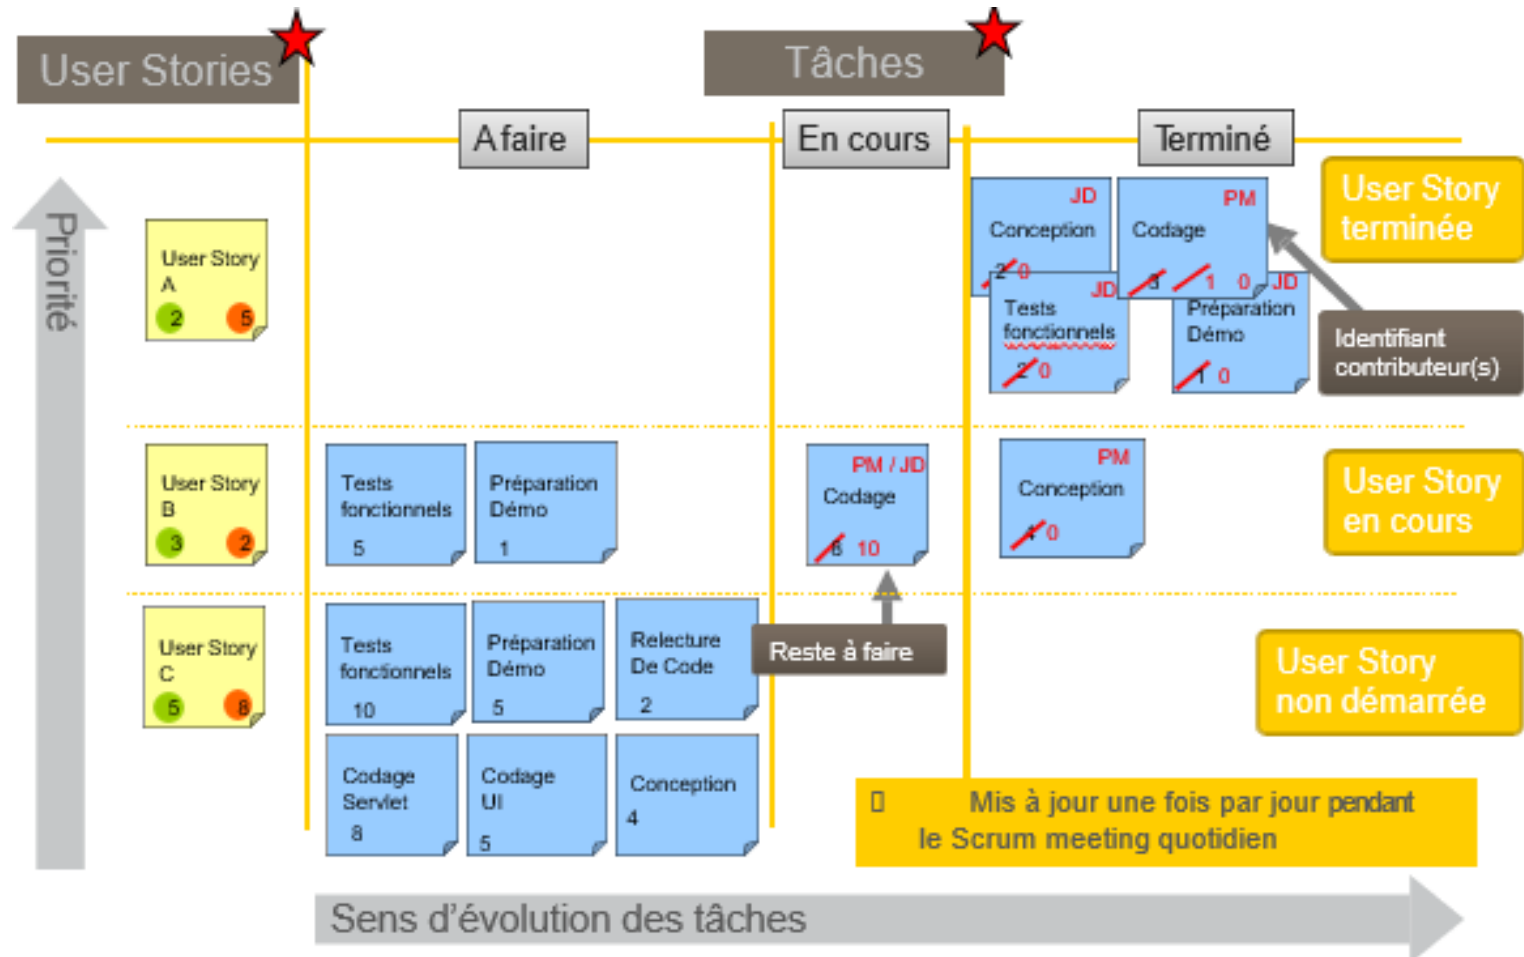 User Stories
Tâches
A faire
En cours
Terminé
Priorité
User Story
A
2
5
JD
Conception
2 0
PM
Codage
3 1 0
JD
Tests
fonctionnels
2 0
JD
Préparation
Démo
1 0
User Story
terminée
Identifiant
contributeur(s)
User Story
B
3
2
Tests
fonctionnels
5
Préparation
Démo
1
PM / JD
Codage
10
PM
Conception
0
User Story
en cours
User Story
C
5
8
Tests
fonctionnels
10
Préparation
Démo
5
Relecture
De Code
2
Reste à faire
User Story
non démarrée
Codage
Servlet
8
Codage
UI
5
Conception
4
Mis à jour une fois par jour pendant
le Scrum meeting quotidien
Sens d’évolution des tâches